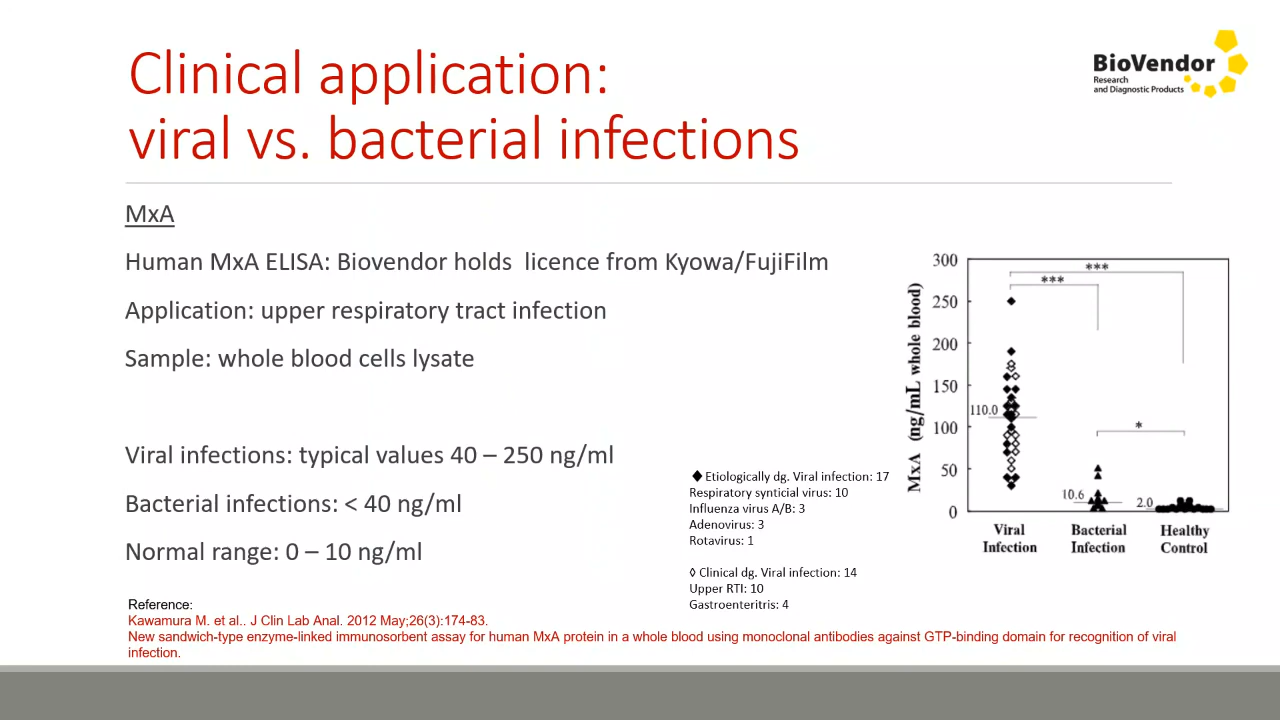 Clinical application:
viral vs. bacterial infections
BioVendor
Research
and Diagnostic Products
MxA
Human MxA ELISA: Biovendor holds  licence from Kyowa/FujiFilm
Application: upper respiratory tract infection
Sample: whole blood cells lysate
Viral infections: typical values 40 – 250 ng/ml
Bacterial infections: < 40 ng/ml
Normal range: 0 – 10 ng/ml
◆ Etiologically dg. Viral infection: 17
Respiratory synticial virus: 10
Influenza virus A/B: 3
Adenovirus: 3
Rotavirus: 1
◊ Clinical dg. Viral infection: 14
Upper RTI: 10
Gastroenteritris: 4
MxA (ng/mL whole blood)
300
250
200
150
100
50
0
***
***
*
110.0
10.6
2.0
Viral
Infection
Bacterial
Infection
Healthy
Control
Reference:
Kawamura M. et al.. J Clin Lab Anal. 2012 May;26(3):174-83.
New sandwich-type enzyme-linked immunosorbent assay for human MxA protein in a whole blood using monoclonal antibodies against GTP-binding domain for recognition of viral
infection.